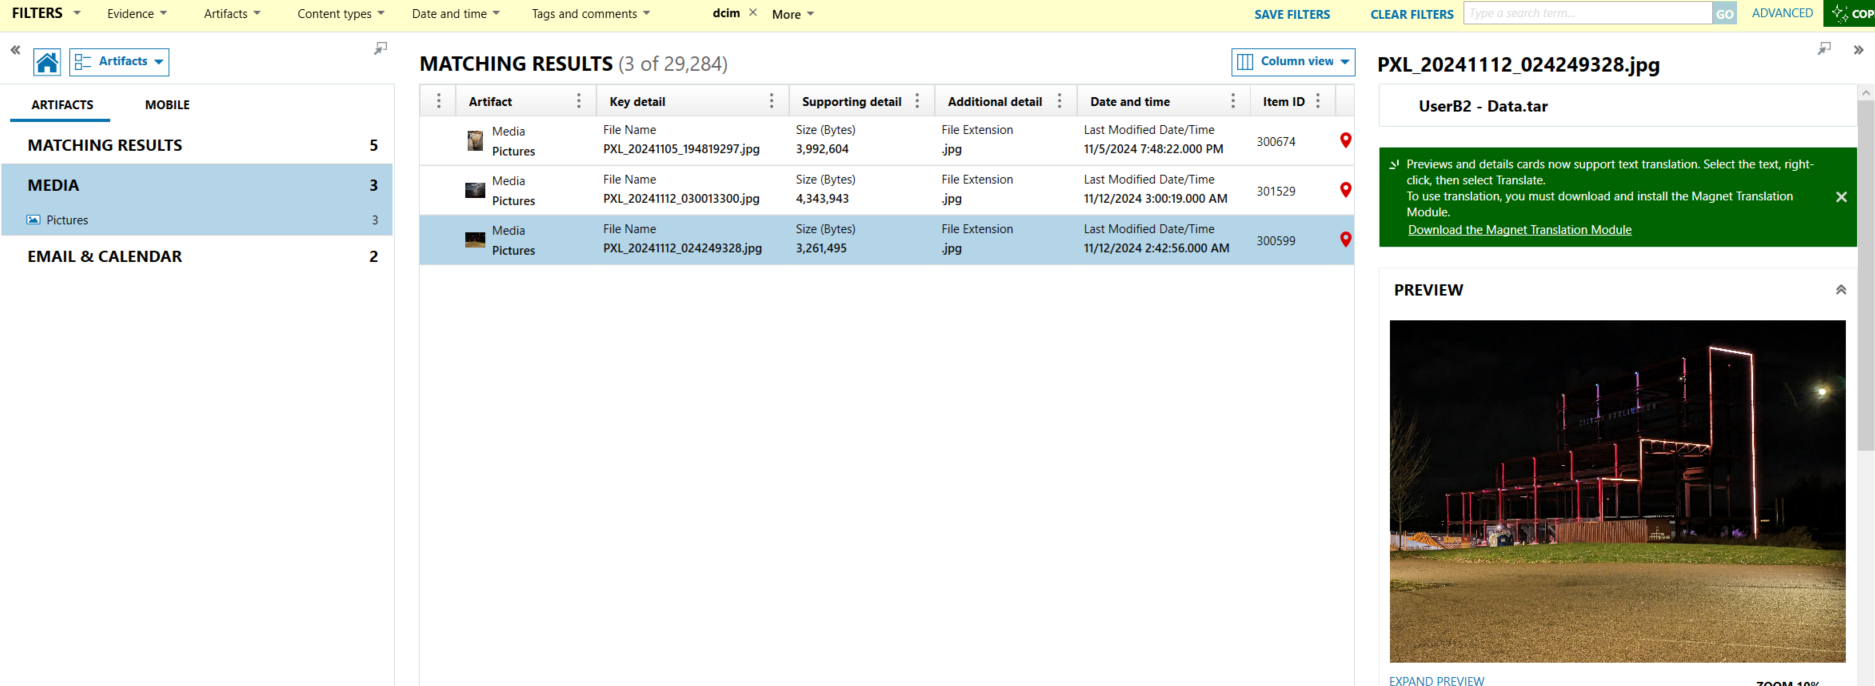 FILTERS Evidence Artifacts Content types Date and time Tags and comments dcim × More SAVE FILTERS CLEAR FILTERS Type a search term... GO ADVANCED COP
Artifacts
ARTIFACTS MOBILE
MATCHING RESULTS 5
MEDIA 3
Pictures 3
EMAIL & CALENDAR 2
MATCHING RESULTS (3 of 29,284) Column view
Artifact Key detail Supporting detail Additional detail Date and time Item ID
Media File Name Size (Bytes) File Extension Last Modified Date/Time
Pictures PXL_20241105_194819297.jpg 3,992,604 .jpg 11/5/2024 7:48:22.000 PM 300674
Media File Name Size (Bytes) File Extension Last Modified Date/Time
Pictures PXL_20241112_030013300.jpg 4,343,943 .jpg 11/12/2024 3:00:19.000 AM 301529
Media File Name Size (Bytes) File Extension Last Modified Date/Time
Pictures PXL_20241112_024249328.jpg 3,261,495 .jpg 11/12/2024 2:42:56.000 AM 300599
PXL_20241112_024249328.jpg
UserB2 - Data.tar
Previews and details cards now support text translation. Select the text, right-
click, then select Translate.
To use translation, you must download and install the Magnet Translation
Module.
Download the Magnet Translation Module
PREVIEW
EXPAND PREVIEW ZOOM 10%